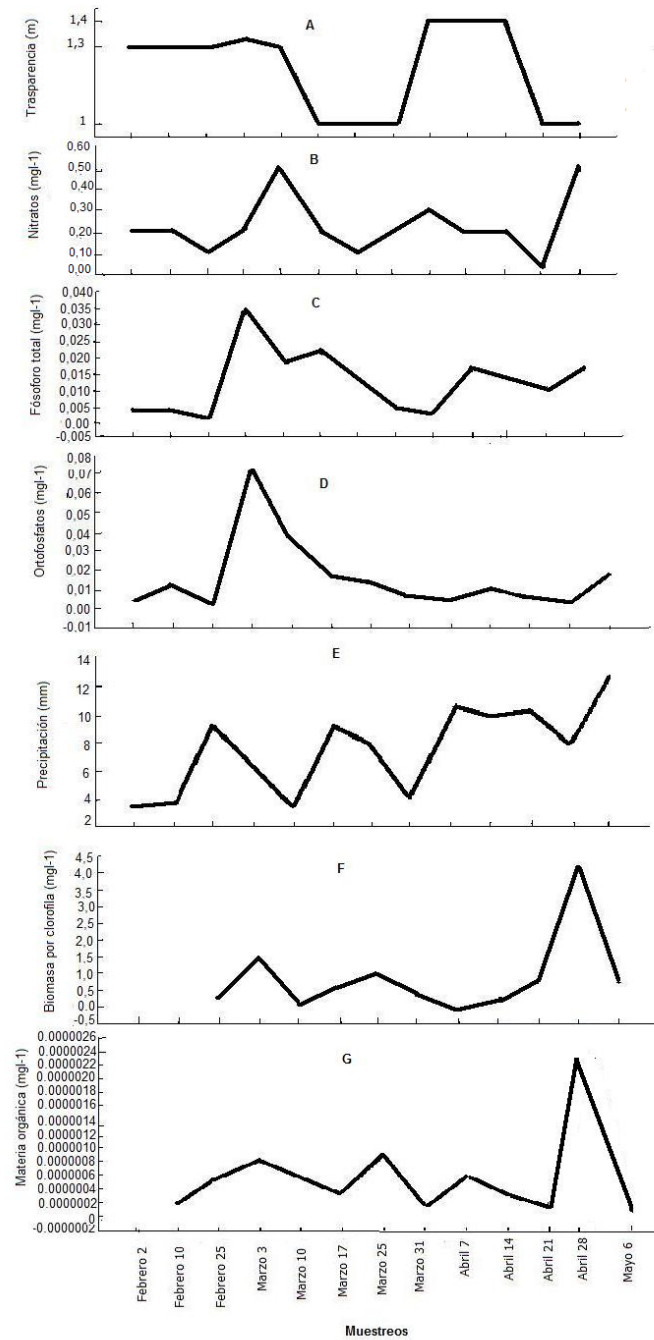 A
Trasparencia (m)
1,4
1,3
1
B
Nitratos (mgl-1)
0,60
0,50
0,40
0,30
0,20
0,10
0,00
C
Fósoforo total (mgl-1)
0,040
0,035
0,025
0,020
0,015
0,010
0,005
0,00
-0,005
D
Ortofosfatos (mgl-1)
0,08
0,07
0,06
0,04
0,03
0,02
0,01
0,00
-0,01
E
Precipitación (mm)
14
12
10
8
6
4
2
F
Biomasa por clorofila (mgl-1)
4,5
4,0
3,5
2,5
2,0
1,5
1,0
0,5
0.0
-0,5
G
Materia orgánica (mgl-1)
0.0000026
0.0000024
0.0000022
0.0000020
0.0000018
0.0000016
0.0000014
0.0000012
0.0000010
0.0000008
0.0000006
0.0000004
0.0000002
0
-0.0000002
Febrero 2
Febrero 10
Febrero 25
Marzo 3
Marzo 10
Marzo 17
Marzo 25
Marzo 31
Abril 7
Abril 14
Abril 21
Abril 28
Mayo 6
Muestreos